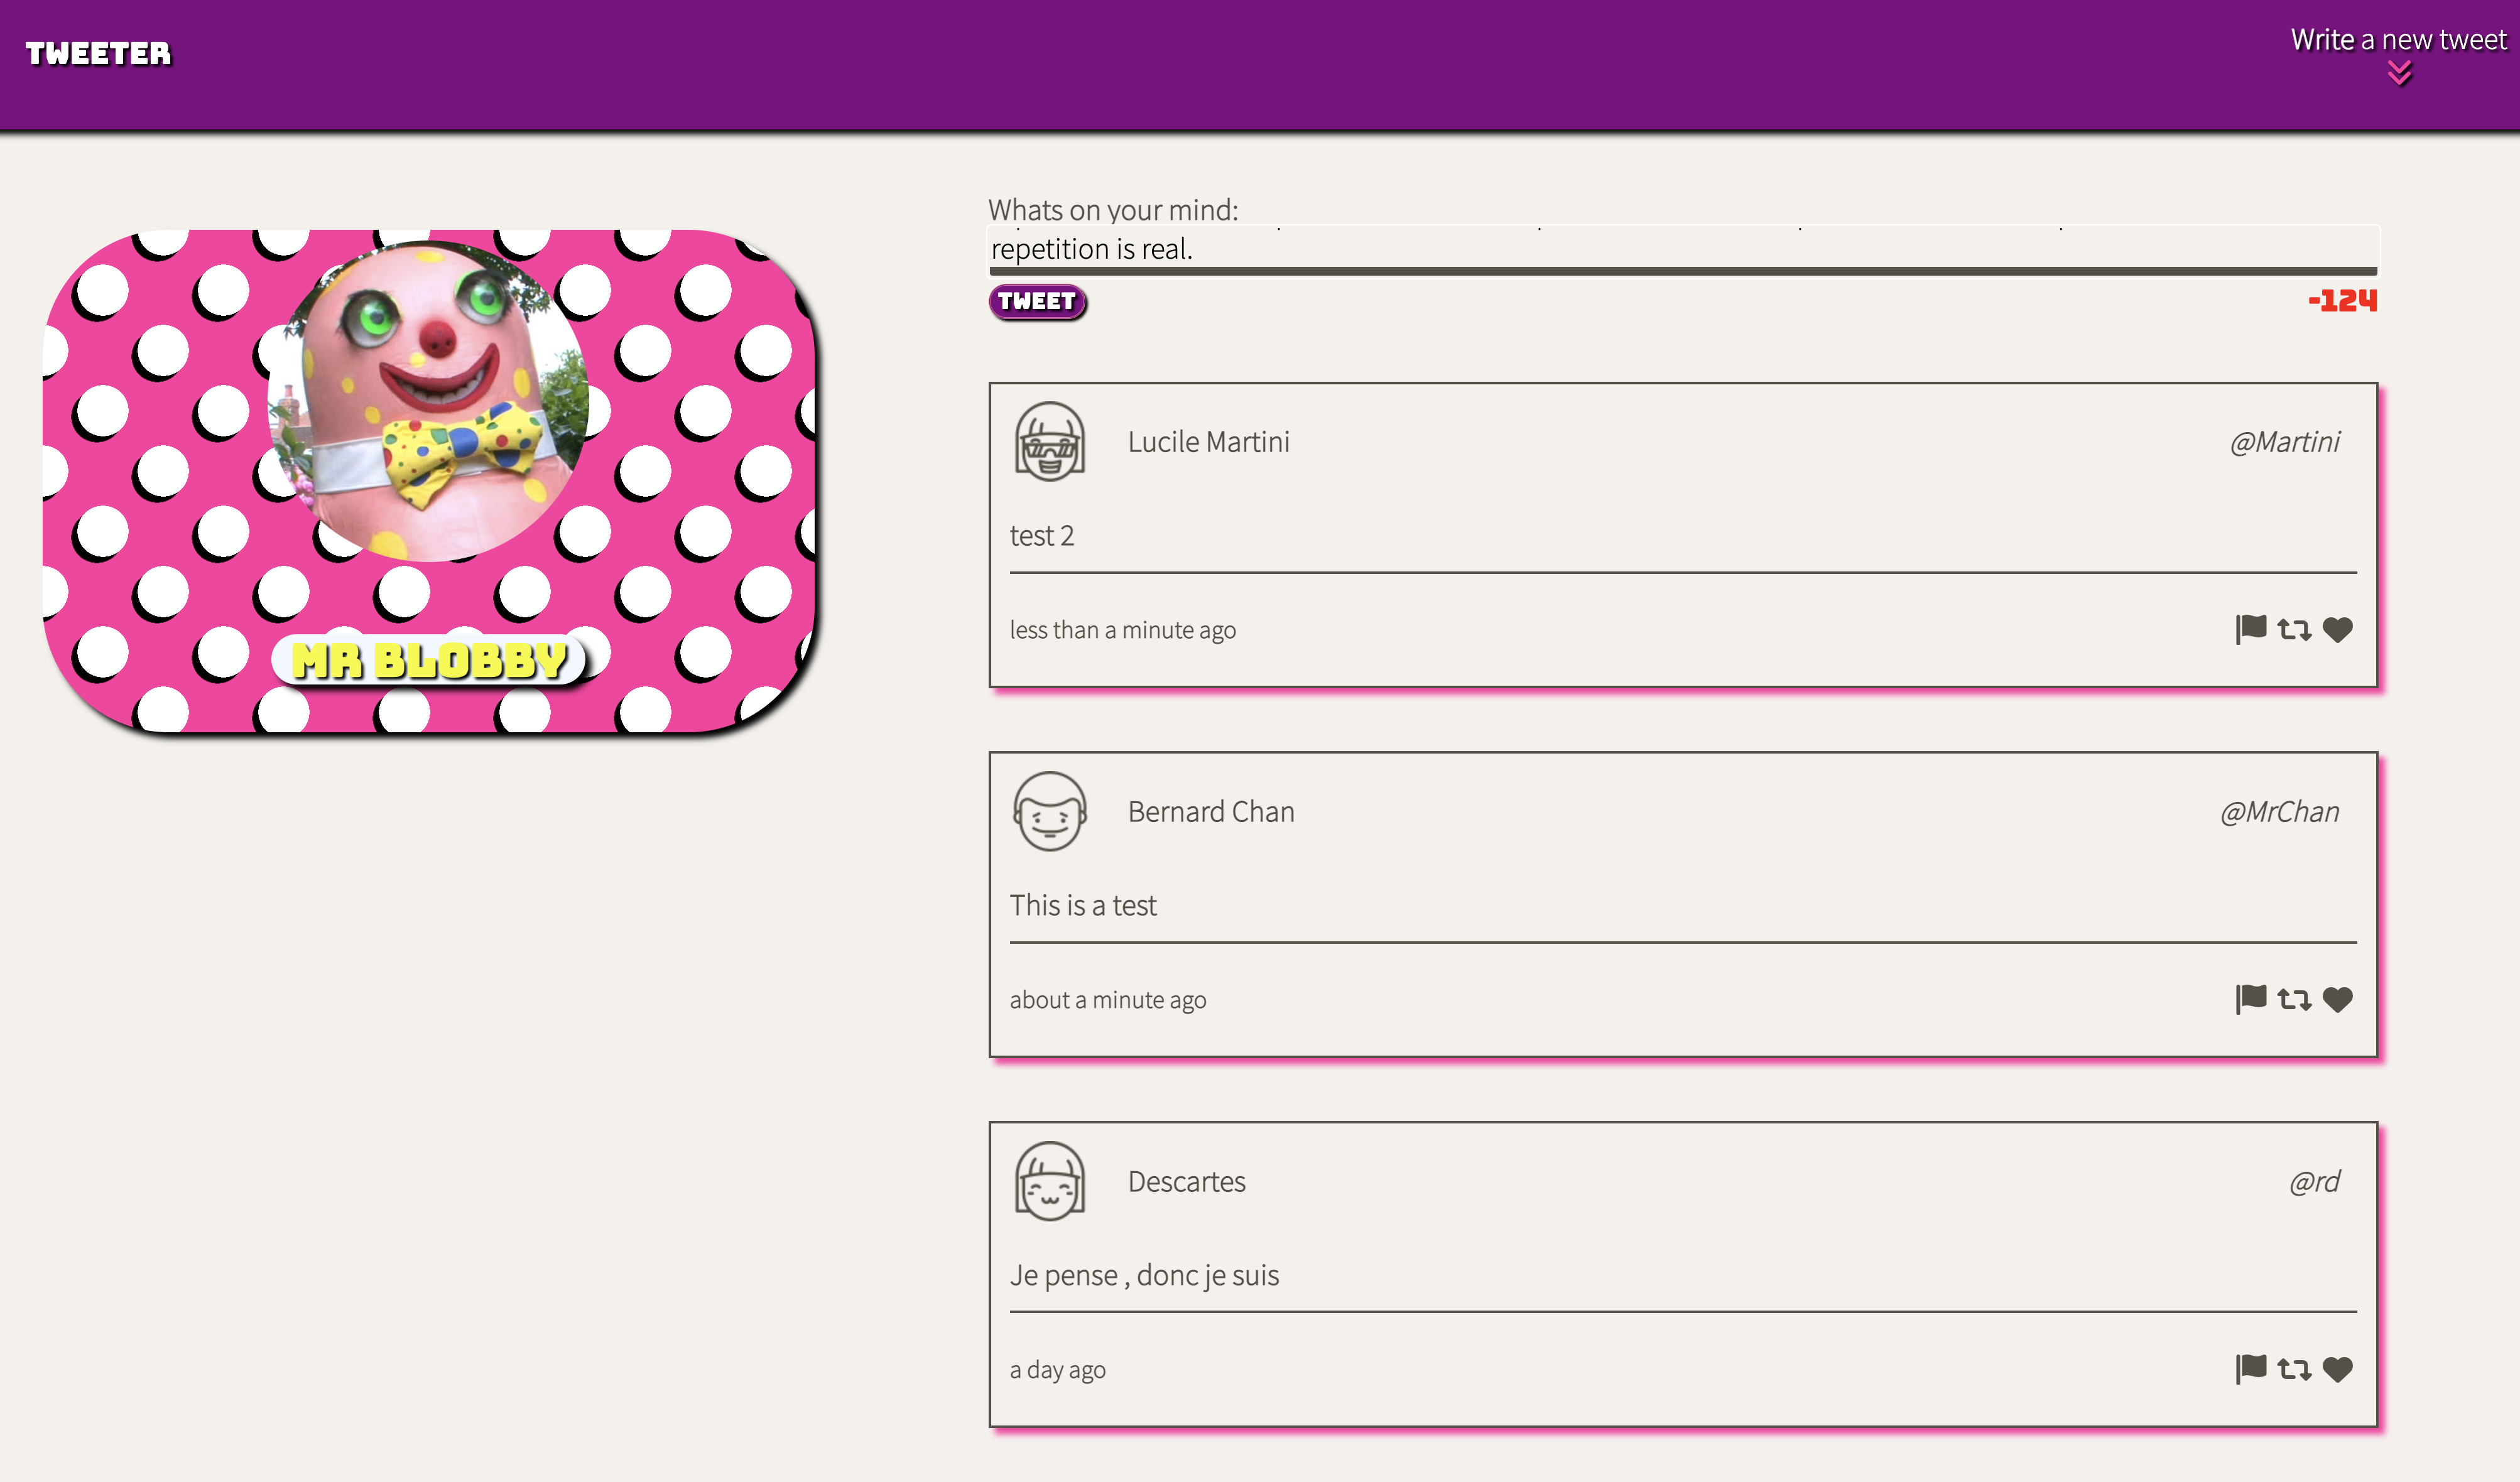 TWEETER
Write a new tweet
Whats on your mind:
repetition is real.
TWEET
-124
MR BLOBBY
Lucile Martini
@Martini
test 2
less than a minute ago
Bernard Chan
@MrChan
This is a test
about a minute ago
Descartes
@rd
Je pense , donc je suis
a day ago